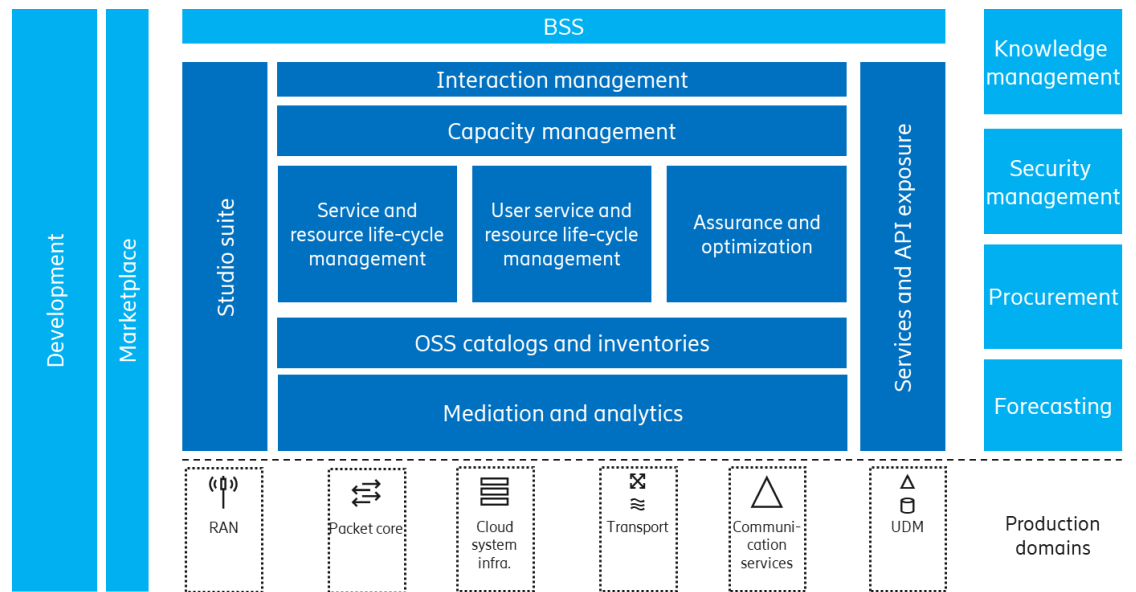 Development
Marketplace
BSS
Studio suite
Interaction management
Capacity management
Service and
resource life-cycle
management
User service and
resource life-cycle
management
Assurance and
optimization
OSS catalogs and inventories
Mediation and analytics
Services and API exposure
Knowledge
management
Security
management
Procurement
Forecasting
RAN
Packet core
Cloud
system
infra.
Transport
Communi-
cation
services
UDM
Production
domains